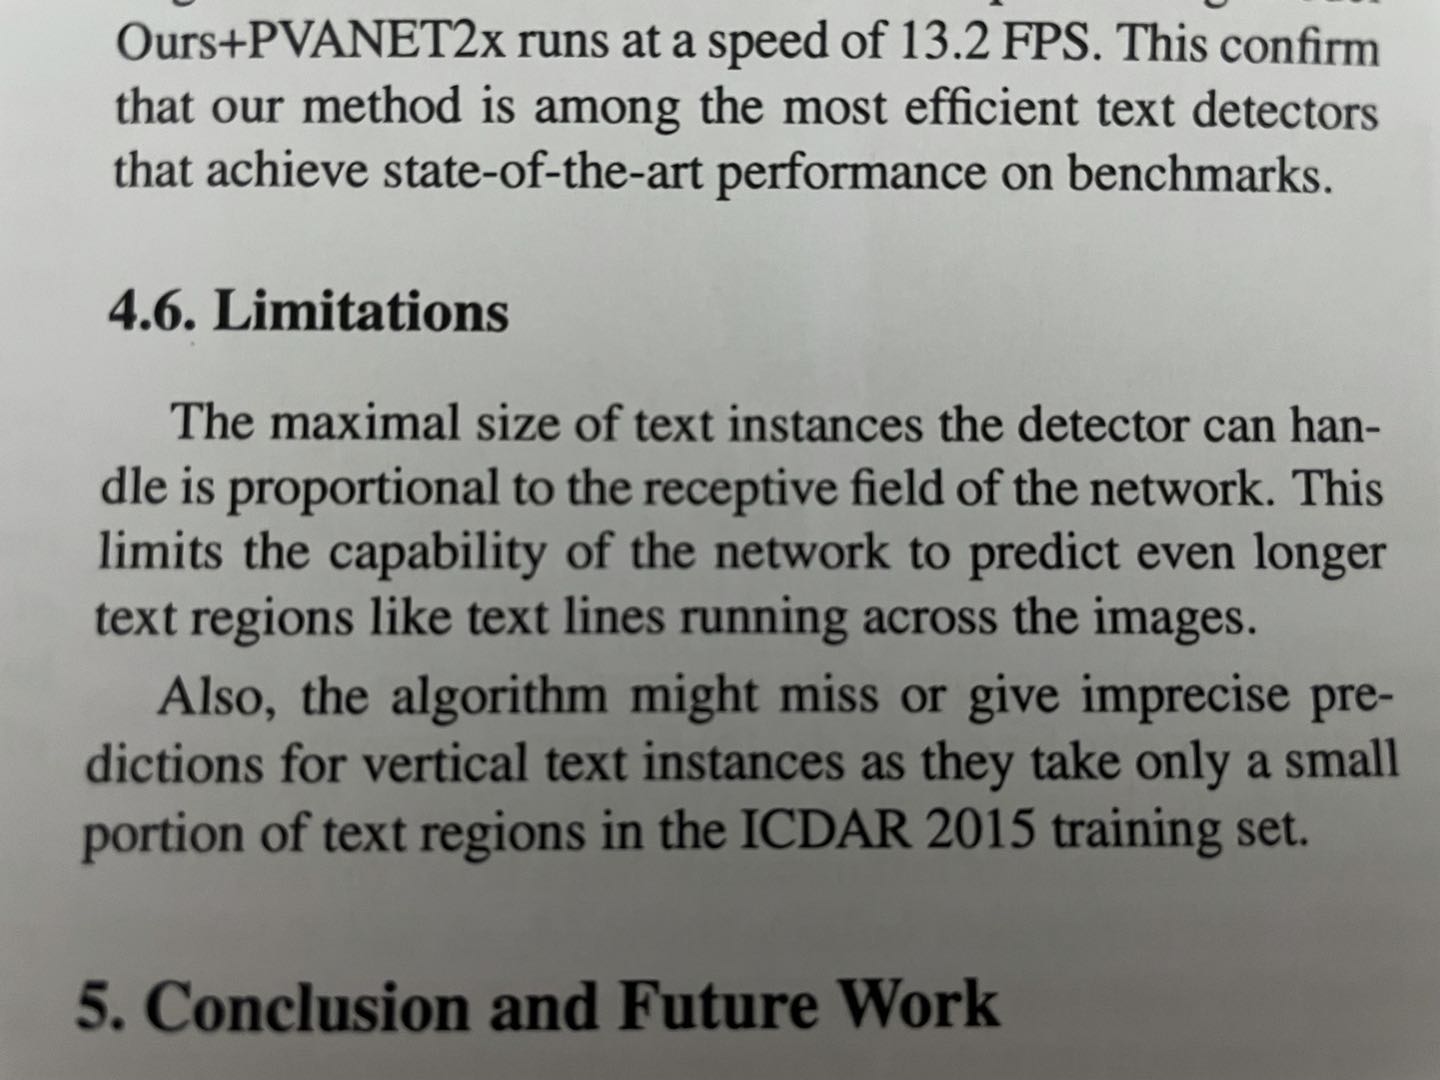 Ours+PVANET2x runs at a speed of 13.2 FPS. This confirm
that our method is among the most efficient text detectors
that achieve state-of-the-art performance on benchmarks.
4.6. Limitations
The maximal size of text instances the detector can han-
dle is proportional to the receptive field of the network. This
limits the capability of the network to predict even longer
text regions like text lines running across the images.
Also, the algorithm might miss or give imprecise pre-
dictions for vertical text instances as they take only a small
portion of text regions in the ICDAR 2015 training set.
5. Conclusion and Future Work